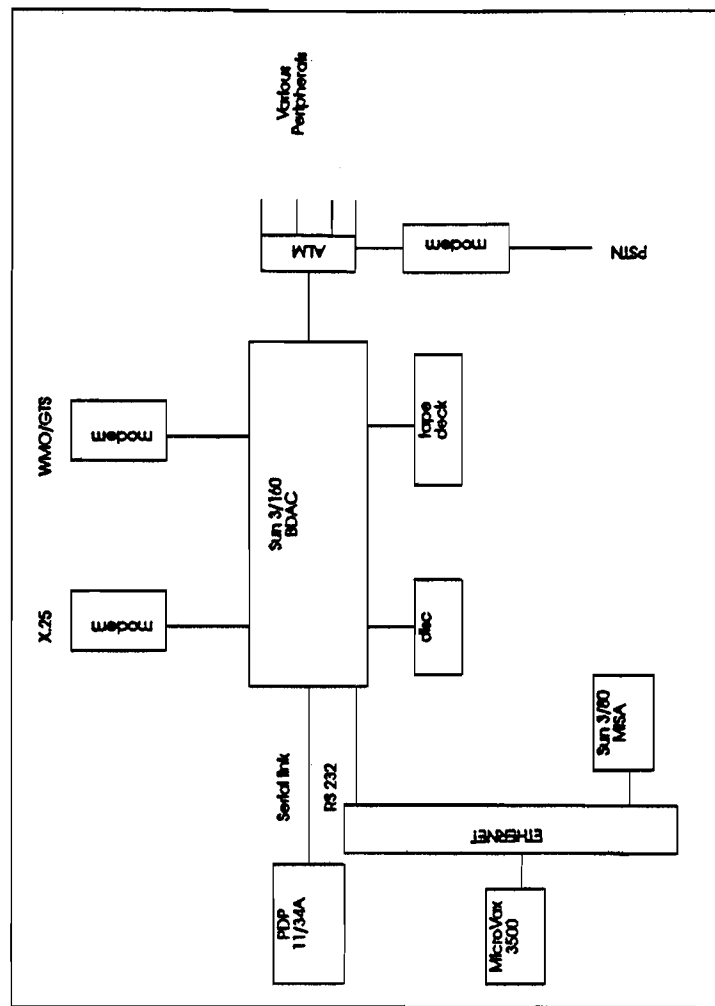 X.25
WMO/GTS
modem
modem
Various
Peripherals
PDP
11/34A
Serial link
RS 232
Sun 3/160
BDAC
ALM
MicroVax
3500
ETHERNET
Sun 3/80
MISA
disc
tape
deck
modem
PSTN